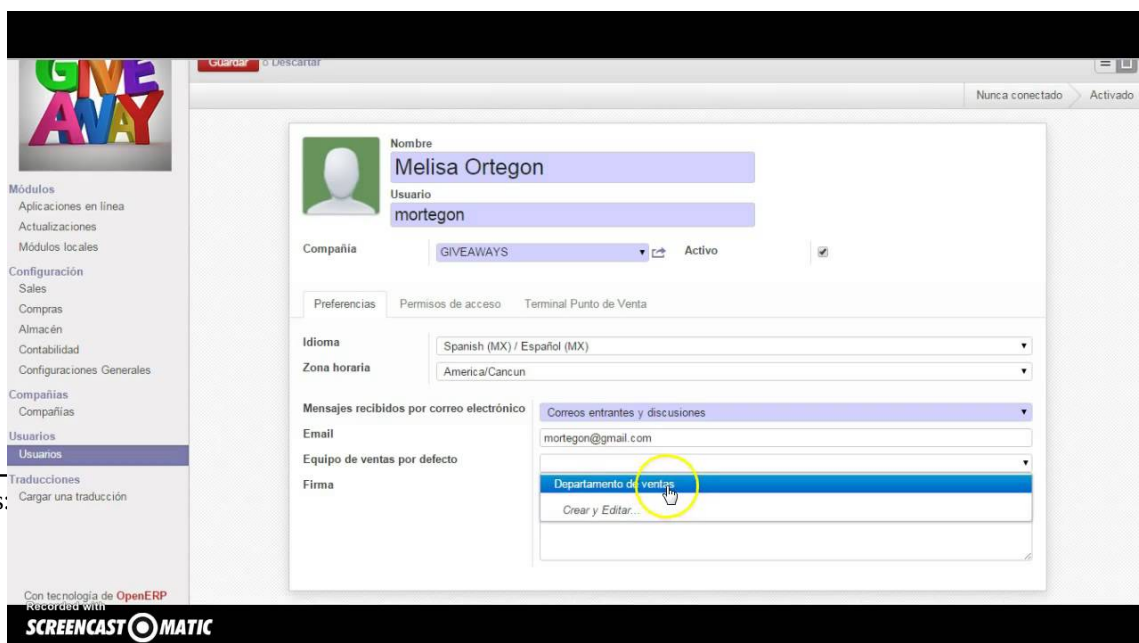 GIVE
AWAY
Guardar o Descartar
Nunca conectado Activado
Nombre
Melisa Ortegon
Usuario
mortegon
Compañía GIVEAWAYS Activo
Preferencias Permisos de acceso Terminal Punto de Venta
Idioma Spanish (MX) / Español (MX)
Zona horaria America/Cancun
Mensajes recibidos por correo electrónico Correos entrantes y discusiones
Email mortegon@gmail.com
Equipo de ventas por defecto
Firma Departamento de ventas
Crear y Editar...
Módulos
Aplicaciones en línea
Actualizaciones
Módulos locales
Configuración
Sales
Compras
Almacén
Contabilidad
Configuraciones Generales
Compañías
Compañías
Usuarios
Usuarios
Traducciones
Cargar una traducción
Con tecnología de OpenERP
Recorded with
SCREENCAST MATIC